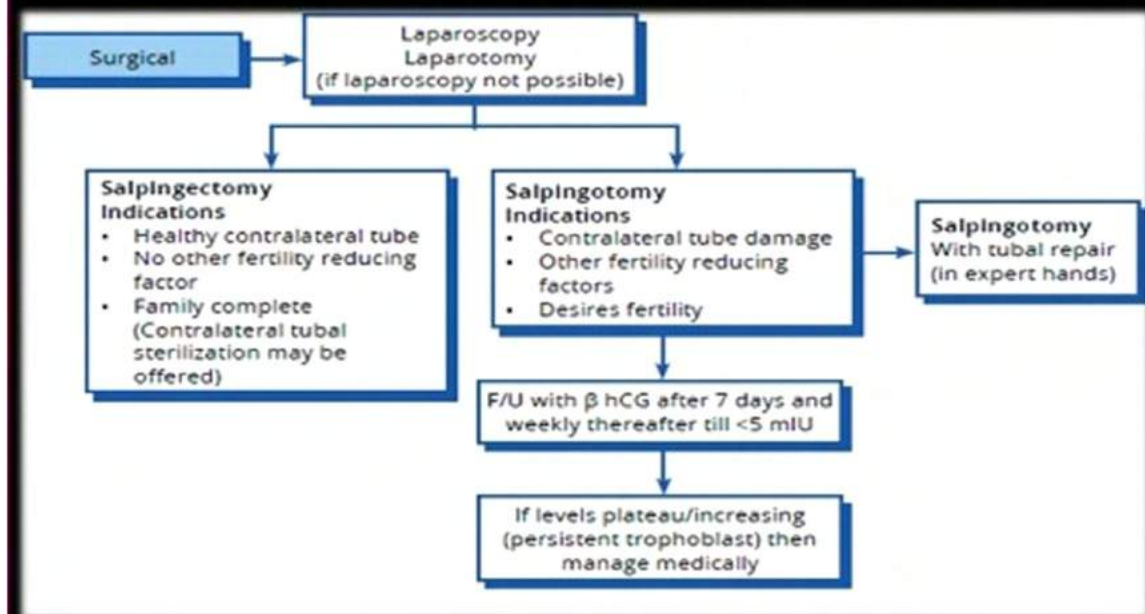 Surgical
Laparoscopy
Laparotomy
(if laparoscopy not possible)
Salpingectomy
Indications
• Healthy contralateral tube
• No other fertility reducing
factor
• Family complete
(Contralateral tubal
sterilization may be
offered)
Salpingotomy
Indications
• Contralateral tube damage
• Other fertility reducing
factors
• Desires fertility
Salpingotomy
With tubal repair
(in expert hands)
F/U with β hCG after 7 days and
weekly thereafter till <5 mIU
If levels plateau/increasing
(persistent trophoblast) then
manage medically